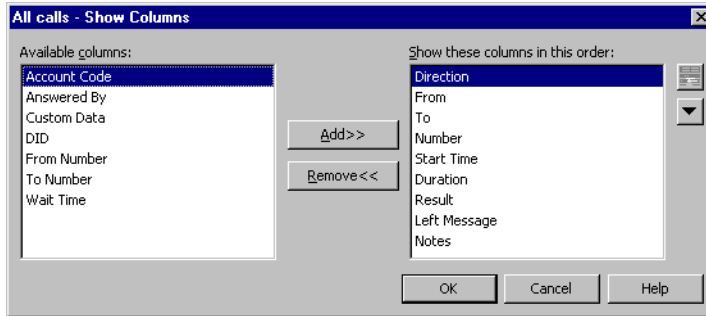 All calls - Show Columns
Available columns:
Account Code
Answered By
Custom Data
DID
From Number
To Number
Wait Time
Add>>
Remove<<
Show these columns in this order:
Direction
From
To
Number
Start Time
Duration
Result
Left Message
Notes
OK
Cancel
Help